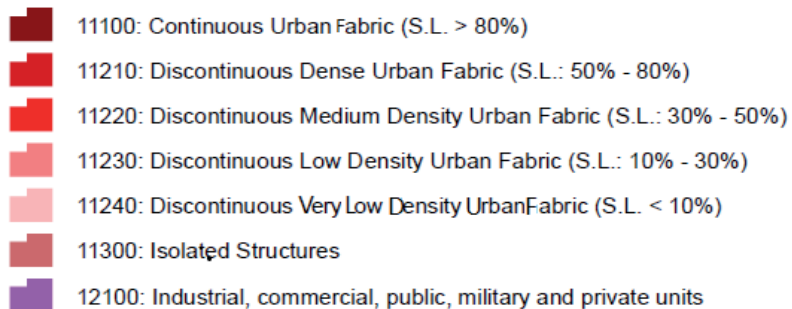 11100: Continuous Urban Fabric (S.L. > 80%)
11210: Discontinuous Dense Urban Fabric (S.L.: 50% - 80%)
11220: Discontinuous Medium Density Urban Fabric (S.L.: 30% - 50%)
11230: Discontinuous Low Density Urban Fabric (S.L.: 10% - 30%)
11240: Discontinuous Very Low Density Urban Fabric (S.L. < 10%)
11300: Isolated Structures
12100: Industrial, commercial, public, military and private units